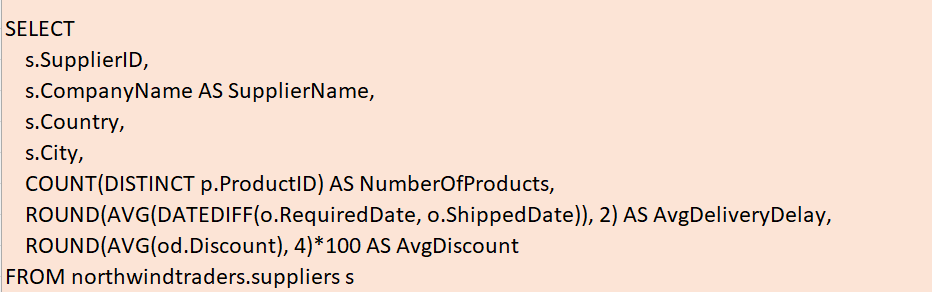 SELECT
s.SupplierID,
s.CompanyName AS SupplierName,
s.Country,
s.City,
COUNT(DISTINCT p.ProductID) AS NumberOfProducts,
ROUND(AVG(DATEDIFF(o.RequiredDate, o.ShippedDate)), 2) AS AvgDeliveryDelay,
ROUND(AVG(od.Discount), 4)*100 AS AvgDiscount
FROM northwindtraders.suppliers s